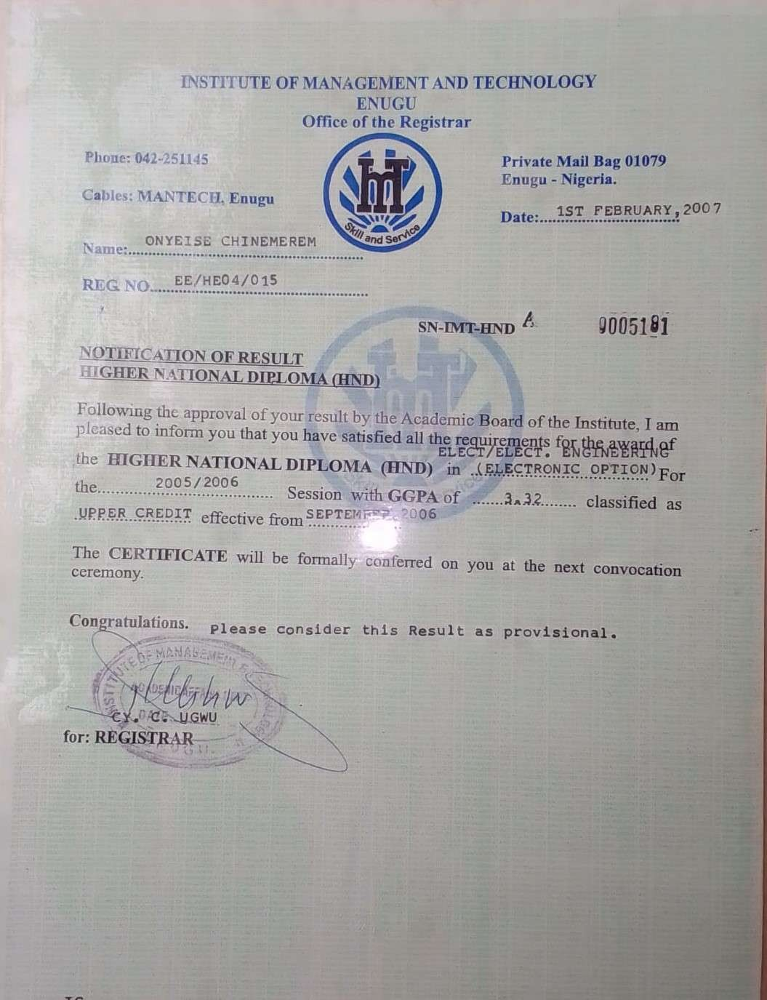 INSTITUTE OF MANAGEMENT AND TECHNOLOGY
ENUGU
Office of the Registrar
Phone: 042-251145
Private Mail Bag 01079
Enugu - Nigeria.
Cables: MANTECH, Enugu
Date:....1ST FEBRUARY, 2007
IMT
Skill and Service
Name:....ONYEISE CHINEMEREM
REG NO....EE/HE04/015
SN-IMT-HND A 9005181
NOTIFICATION OF RESULT
HIGHER NATIONAL DIPLOMA (HND)
Following the approval of your result by the Academic Board of the Institute, I am
pleased to inform you that you have satisfied all the requirements for the award of
ELECT/ELECT. ENGINEERING
the HIGHER NATIONAL DIPLOMA (HND) in (ELECTRONIC OPTION) For
the....2005/2006.... Session with GGPA of ....3.32.... classified as
UPPER CREDIT effective from SEPTEMBER 2006
The CERTIFICATE will be formally conferred on you at the next convocation
ceremony.
Congratulations. Please consider this Result as provisional.
INSTITUTE OF MANAGEMENT
CY. C. UGWU
for: REGISTRAR